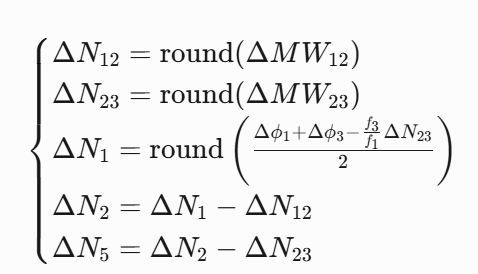 ΔN₁₂ = round(ΔMW₁₂)
ΔN₂₃ = round(ΔMW₂₃)
ΔN₁ = round((Δϕ₁+Δϕ₃−(f₃/f₁)ΔN₂₃)/2)
ΔN₂ = ΔN₁ − ΔN₁₂
ΔN₅ = ΔN₂ − ΔN₂₃